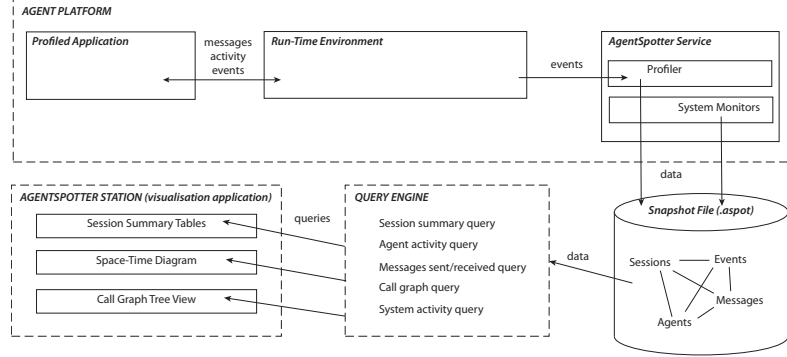 AGENT PLATFORM
Profiled Application
messages
activity
events
Run-Time Environment
events
AgentSpotter Service
Profiler
System Monitors
data
AGENTSPOTTER STATION (visualisation application)
Session Summary Tables
Space-Time Diagram
Call Graph Tree View
queries
QUERY ENGINE
Session summary query
Agent activity query
Messages sent/received query
Call graph query
System activity query
data
Snapshot File (.aspot)
Sessions
Events
Messages
Agents